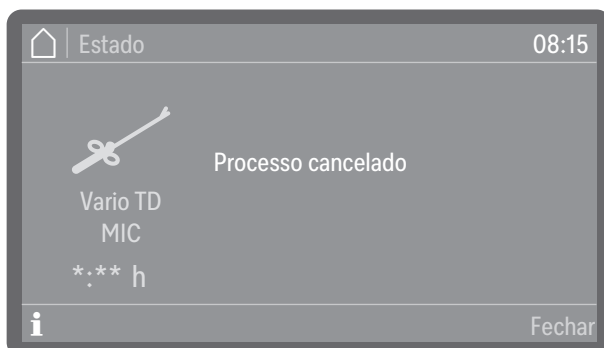 Estado 08:15
Processo cancelado
Vario TD
MIC
*:** h
i Fechar